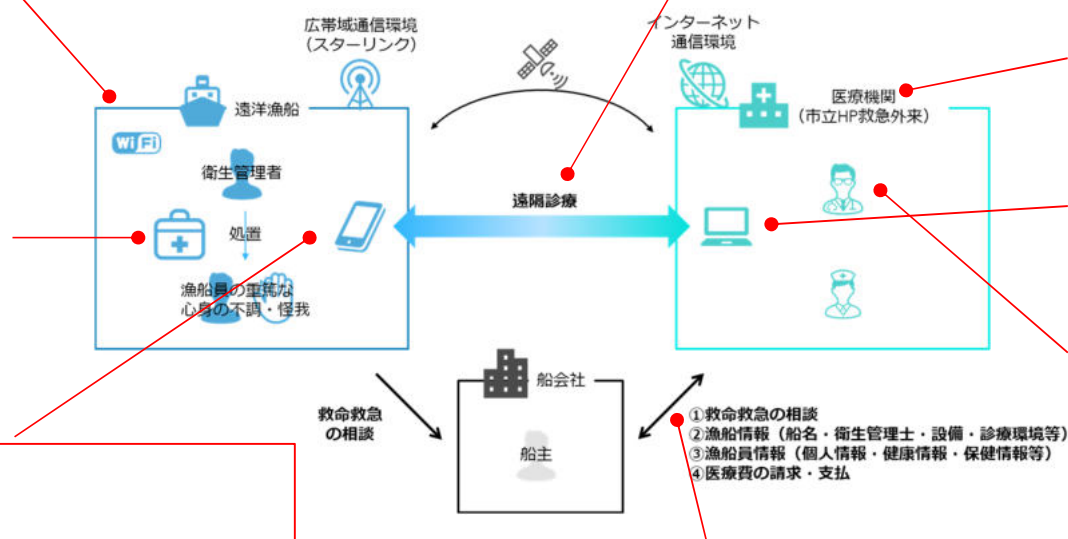 広帯域通信環境
（スターリンク）
インターネット
通信環境
遠洋漁船
医療機関
（市立HP救急外来）
WiFi
衛生管理者
遠隔診療
処置
漁船員の重篤な
心身の不調・怪我
船会社
救命救急
の相談
船主
①救命救急の相談
②漁船情報（船名・衛生管理士・設備・診療環境等）
③漁船員情報（個人情報・健康情報・保健情報等）
④医療費の請求・支払